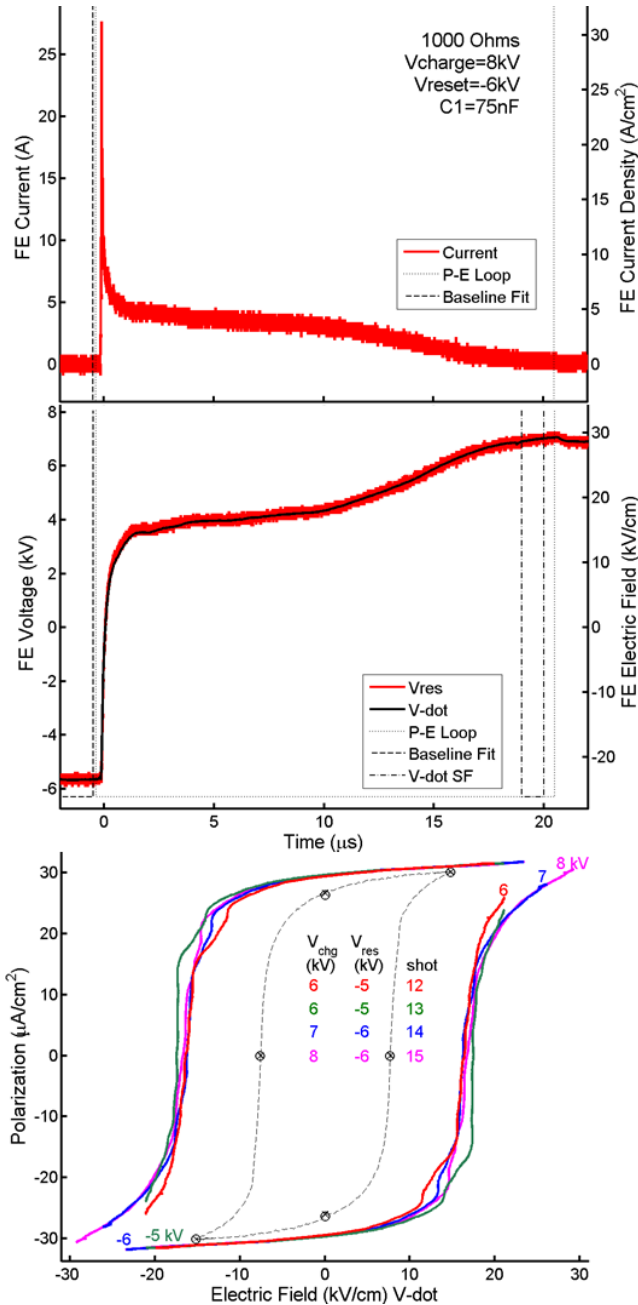 1000 Ohms
Vcharge=8kV
Vreset=-6kV
C1=75nF
FE Current (A)
25
20
15
10
5
0
FE Current Density (A/cm²)
30
25
20
15
10
5
0
Current
P-E Loop
Baseline Fit
FE Voltage (kV)
8
6
4
2
0
-2
-4
-6
FE Electric Field (kV/cm)
30
20
10
0
-10
-20
Vres
V-dot
P-E Loop
Baseline Fit
V-dot SF
0 5 10 15 20
Time (μs)
Polarization (μA/cm²)
30
20
10
0
-10
-20
-30
8 kV
7
6
V_chg V_res
(kV) (kV) shot
6 -5 12
6 -5 13
7 -6 14
8 -6 15
-6 -5 kV
-30 -20 -10 0 10 20 30
Electric Field (kV/cm) V-dot